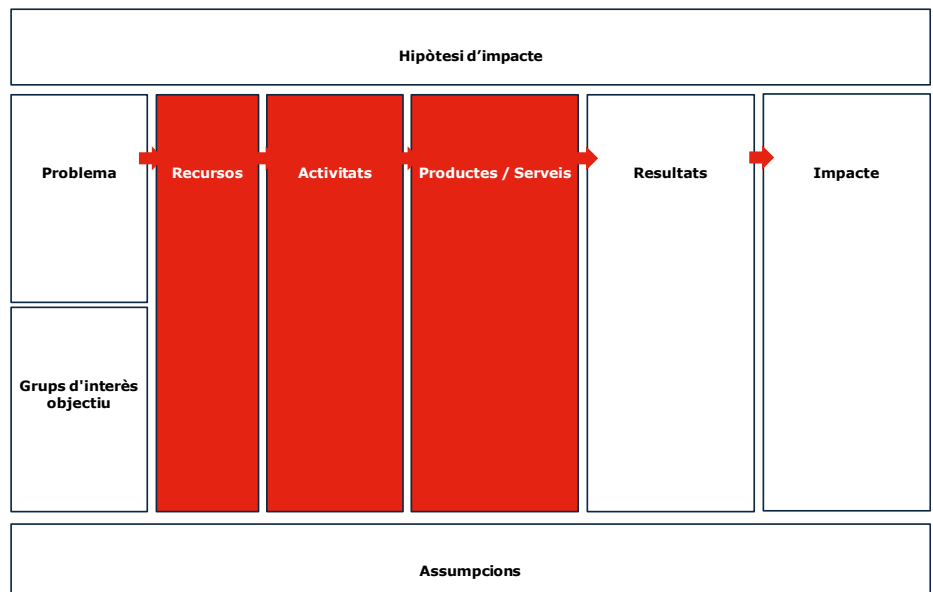 Hipòtesi d’impacte
Problema
Recursos
Activitats
Productes / Serveis
Resultats
Impacte
Grups d'interès
objectiu
Assumpcions